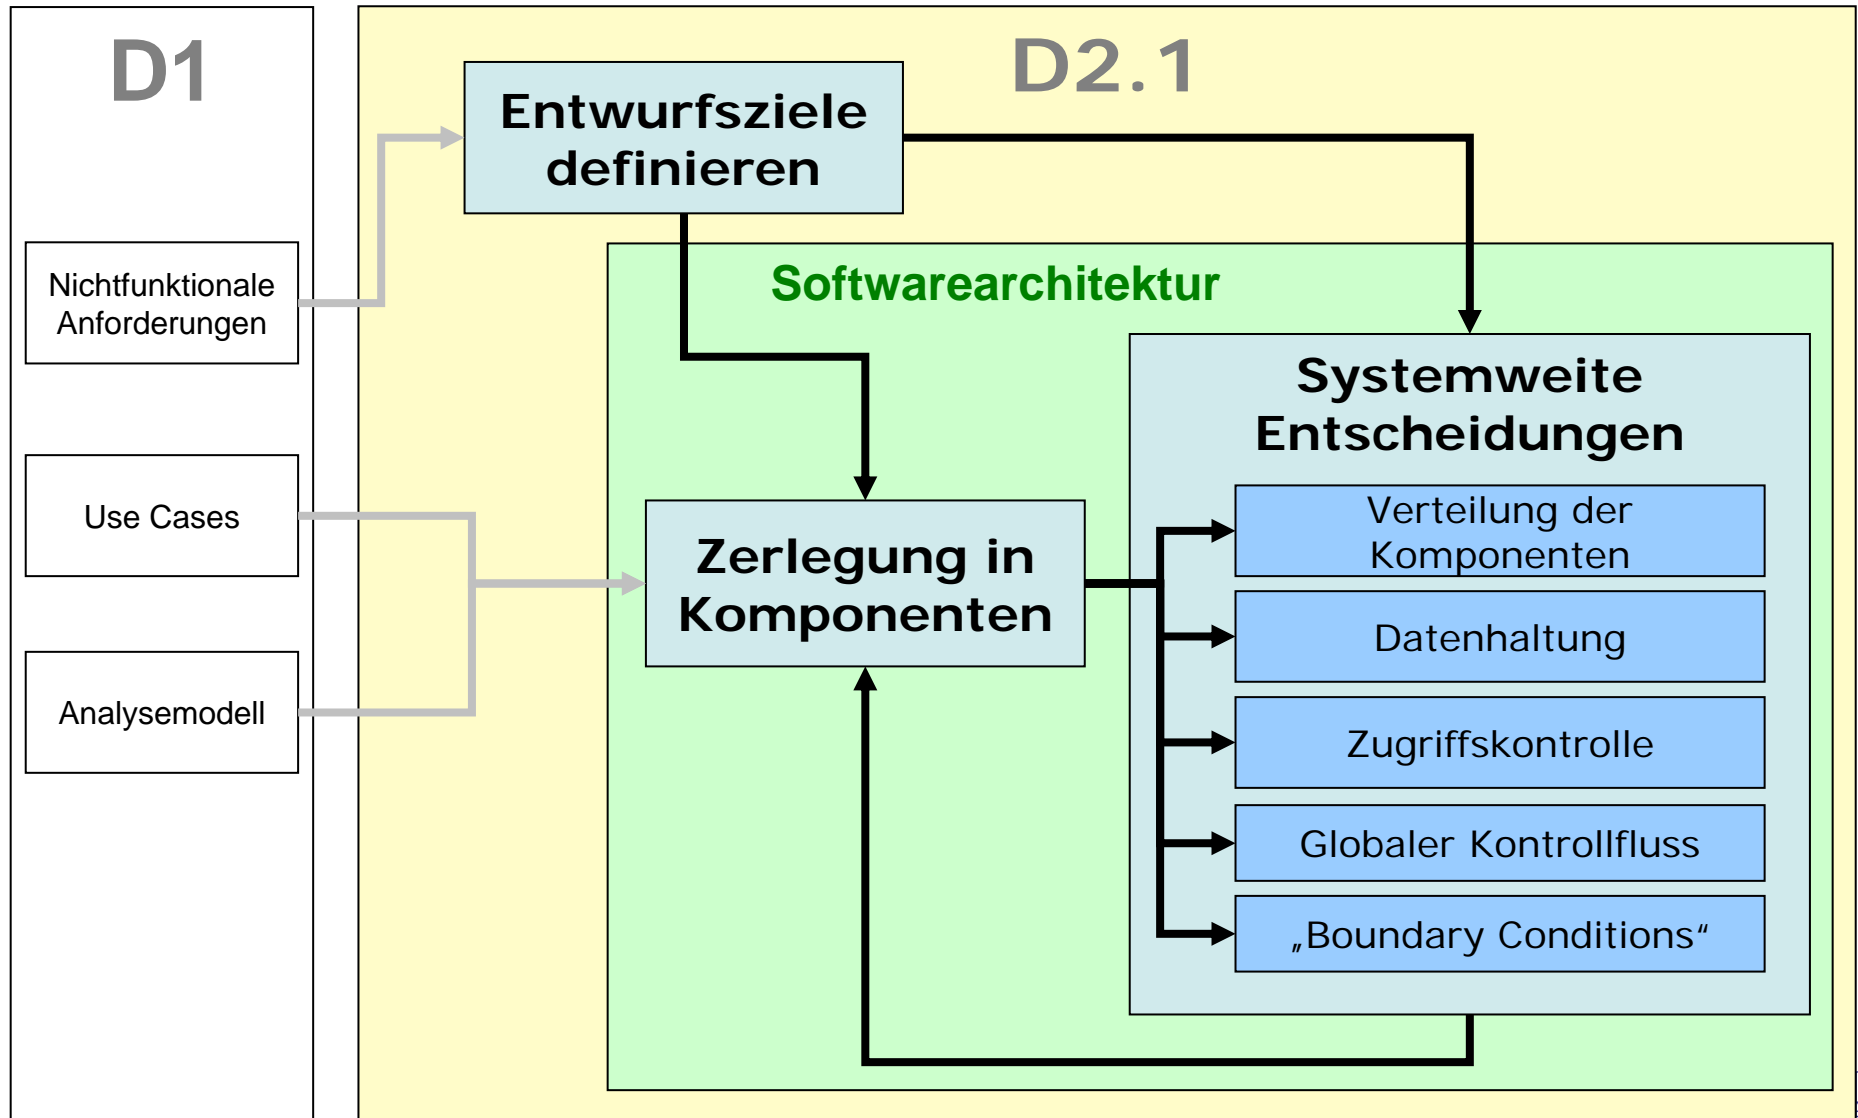 D1
Nichtfunktionale
Anforderungen
Use Cases
Analysemodell
D2.1
Entwurfsziele
definieren
Softwarearchitektur
Zerlegung in
Komponenten
Systemweite
Entscheidungen
Verteilung der
Komponenten
Datenhaltung
Zugriffskontrolle
Globaler Kontrollfluss
„Boundary Conditions“